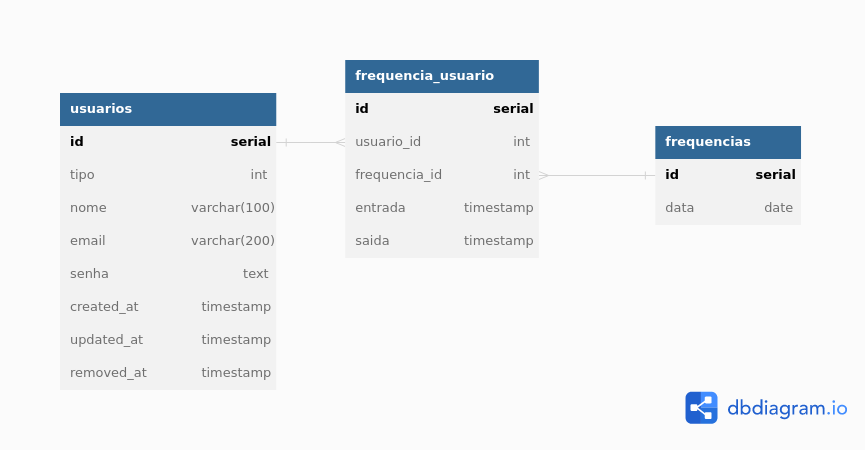 usuarios
id serial
tipo int
nome varchar(100)
email varchar(200)
senha text
created_at timestamp
updated_at timestamp
removed_at timestamp
frequencia_usuario
id serial
usuario_id int
frequencia_id int
entrada timestamp
saida timestamp
frequencias
id serial
data date
dbdiagram.io